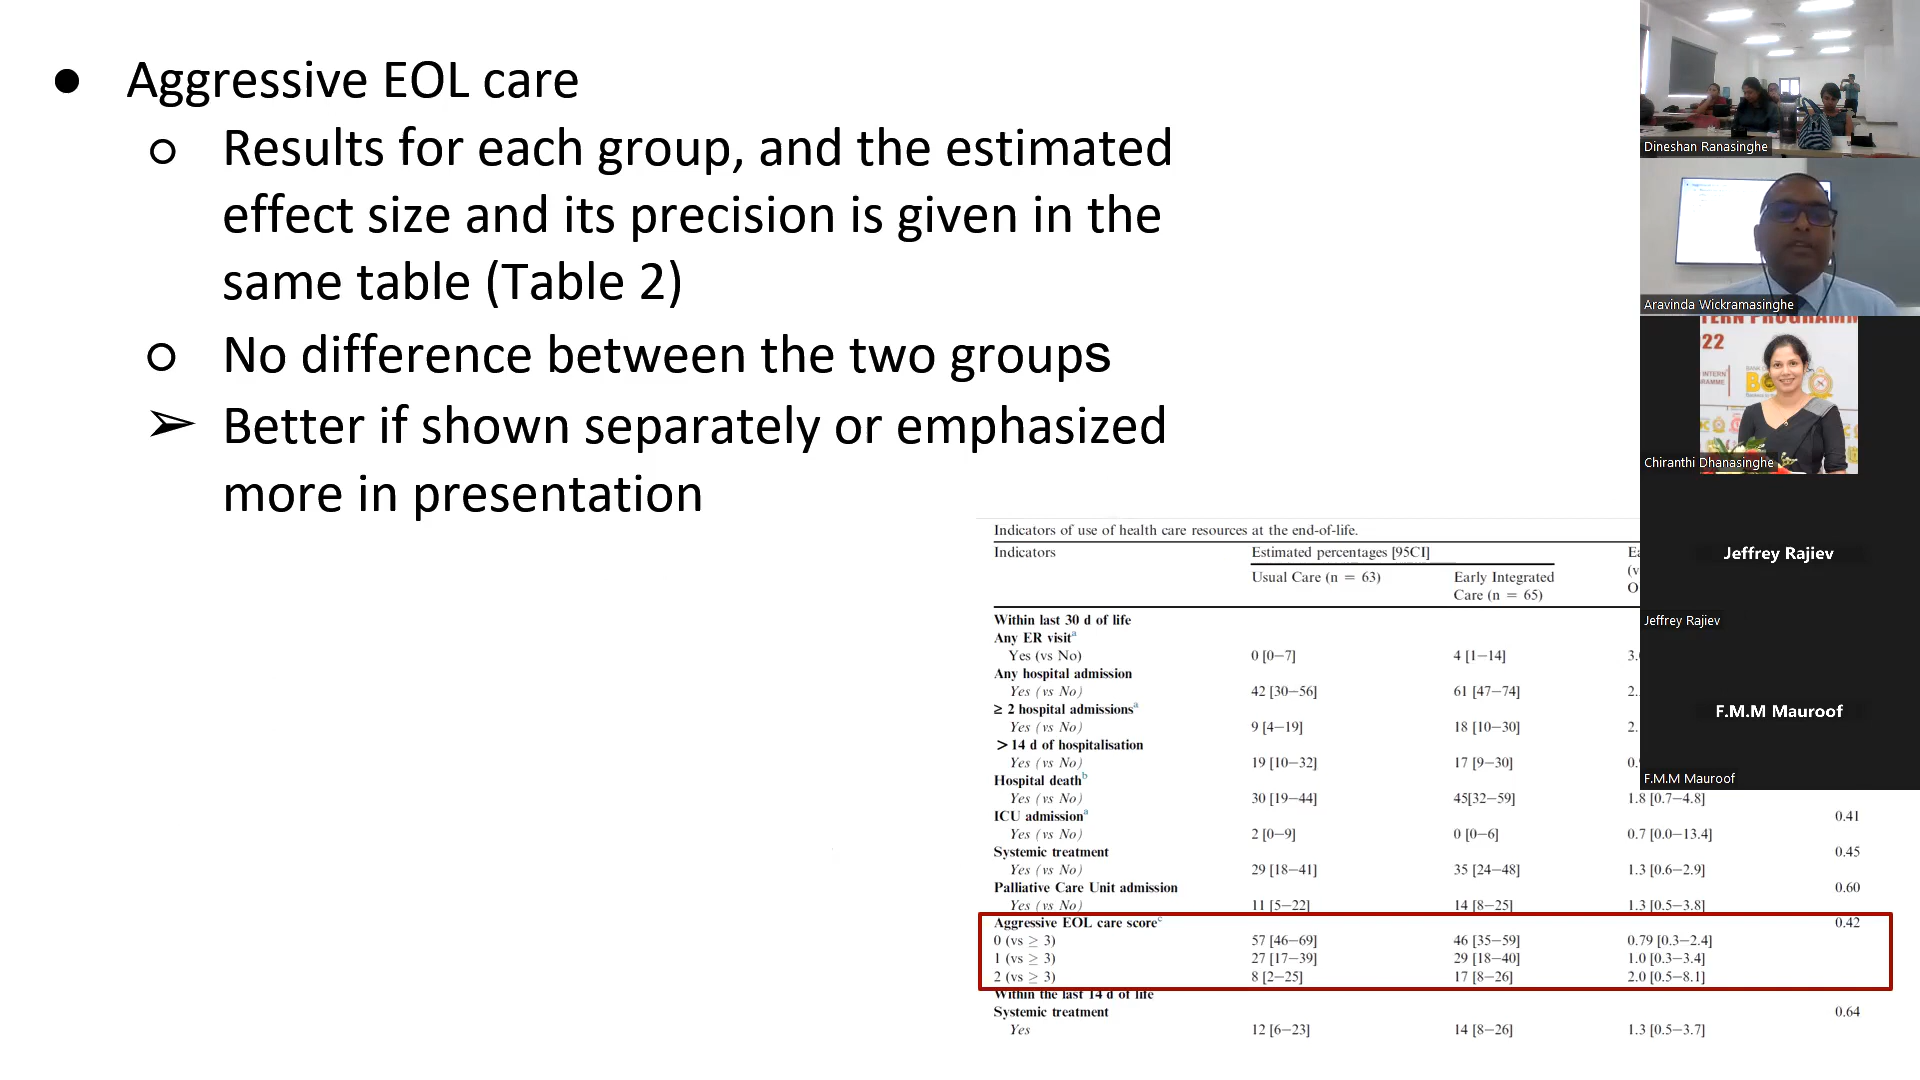 ● Aggressive EOL care
○ Results for each group, and the estimated
effect size and its precision is given in the
same table (Table 2)
○ No difference between the two groups
➢ Better if shown separately or emphasized
more in presentation
Indicators of use of health care resources at the end-of-life.
Indicators Estimated percentages [95CI] Ea
Usual Care (n = 63) Early Integrated (v
Care (n = 65) O
Within last 30 d of life
Any ER visit^a
Yes (vs No) 0 [0–7] 4 [1–14] 3.
Any hospital admission
Yes (vs No) 42 [30–56] 61 [47–74] 2.
≥ 2 hospital admissions^a
Yes (vs No) 9 [4–19] 18 [10–30] 2.
>14 d of hospitalisation
Yes (vs No) 19 [10–32] 17 [9–30] 0.
Hospital death^b
Yes (vs No) 30 [19–44] 45[32–59] 1.8 [0.7–4.8]
ICU admission^a 0.41
Yes (vs No) 2 [0–9] 0 [0–6] 0.7 [0.0–13.4]
Systemic treatment 0.45
Yes (vs No) 29 [18–41] 35 [24–48] 1.3 [0.6–2.9]
Palliative Care Unit admission 0.60
Yes (vs No) 11 [5–22] 14 [8–25] 1.3 [0.5–3.8]
Aggressive EOL care score^c 0.42
0 (vs ≥ 3) 57 [46–69] 46 [35–59] 0.79 [0.3–2.4]
1 (vs ≥ 3) 27 [17–39] 29 [18–40] 1.0 [0.3–3.4]
2 (vs ≥ 3) 8 [2–25] 17 [8–26] 2.0 [0.5–8.1]
Within the last 14 d of life
Systemic treatment 0.64
Yes 12 [6–23] 14 [8–26] 1.3 [0.5–3.7]
Dineshan Ranasinghe
Aravinda Wickramasinghe
TERN PROGRAMM
22
INTERN
Chiranthi Dhanasinghe
Jeffrey Rajiev
Jeffrey Rajiev
F.M.M Mauroof
F.M.M Mauroof